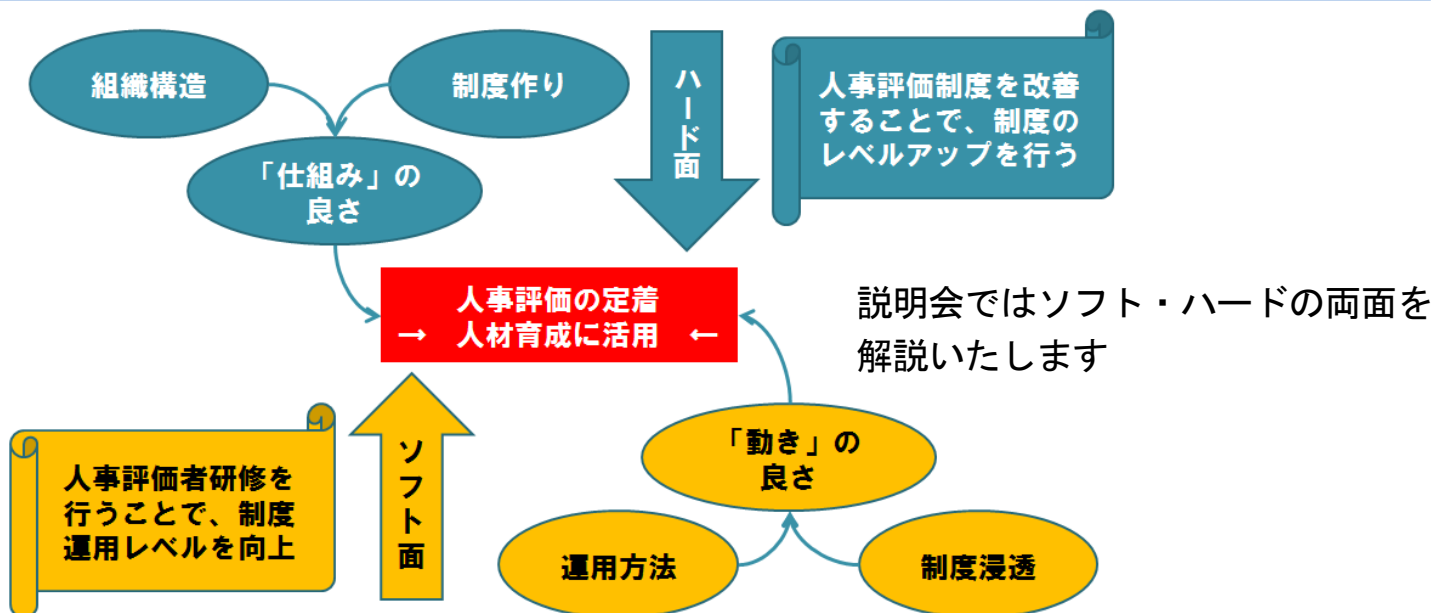 組織構造
制度作り
「仕組み」の
良さ
ハード面
人事評価制度を改善
することで、制度の
レベルアップを行う
人事評価の定着
→ 人材育成に活用 ←
説明会ではソフト・ハードの両面を
解説いたします
人事評価者研修を
行うことで、制度
運用レベルを向上
ソフト面
「動き」の
良さ
運用方法
制度浸透